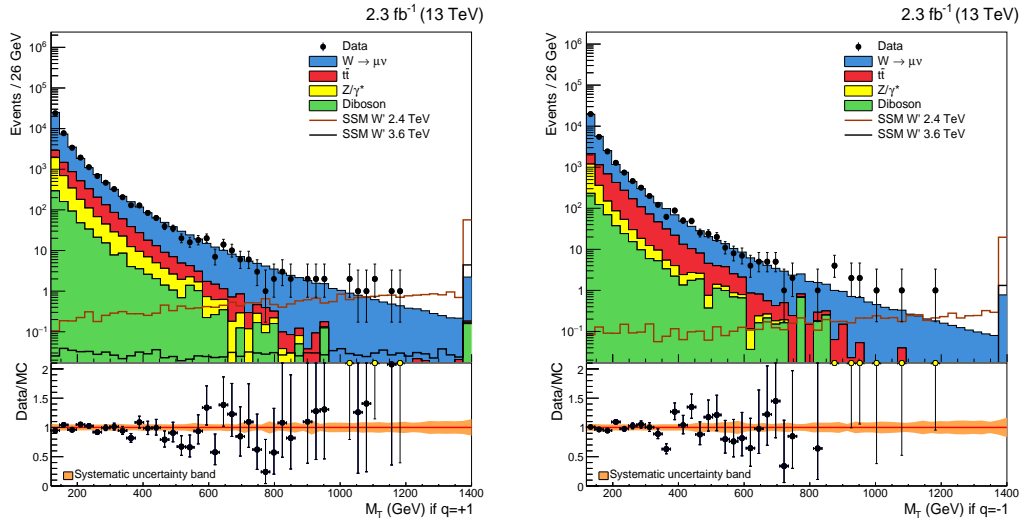 2.3 fb⁻¹ (13 TeV)
Events / 26 GeV
10⁶
10⁵
10⁴
10³
10²
10
1
10⁻¹
Data
W → μν
tt̄
Z/γ*
Diboson
SSM W' 2.4 TeV
SSM W' 3.6 TeV
Data/MC
2
1.5
1
0.5
0
Systematic uncertainty band
200 400 600 800 1000 1200 1400
M_T (GeV) if q=+1
2.3 fb⁻¹ (13 TeV)
Events / 26 GeV
10⁶
10⁵
10⁴
10³
10²
10
1
10⁻¹
Data
W → μν
tt̄
Z/γ*
Diboson
SSM W' 2.4 TeV
SSM W' 3.6 TeV
Data/MC
2
1.5
1
0.5
0
Systematic uncertainty band
200 400 600 800 1000 1200 1400
M_T (GeV) if q=-1